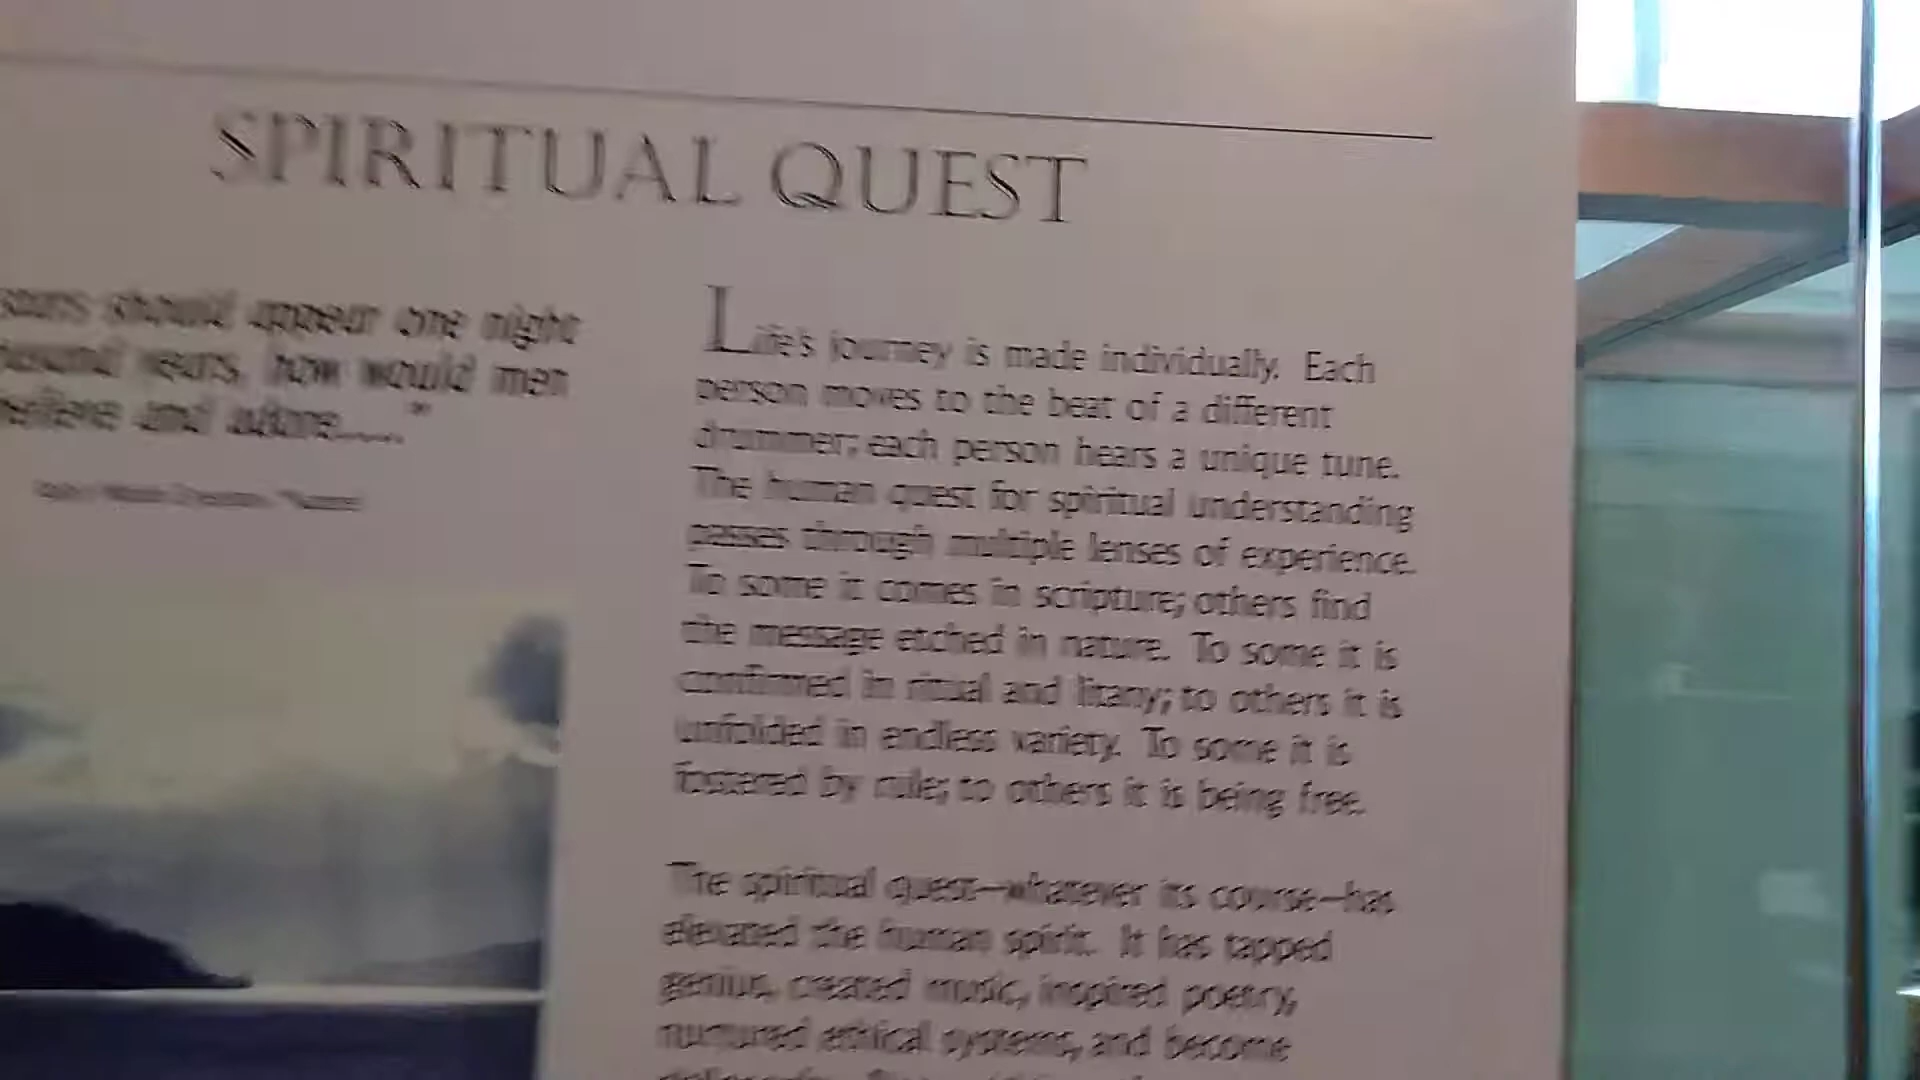 SPIRITUAL QUEST
stars should appear one night
years, how would men
believe and adore....."
Life's journey is made individually. Each
person moves to the beat of a different
drummer; each person hears a unique tune.
The human quest for spiritual understanding
passes through multiple lenses of experience.
To some it comes in scripture; others find
the message etched in nature. To some it is
confirmed in ritual and litany; to others it is
unfolded in endless variety. To some it is
fostered by rule; to others it is being free.
The spiritual quest—whatever its course—has
elevated the human spirit. It has tapped
genius, created music, inspired poetry,
nurtured ethical systems, and become